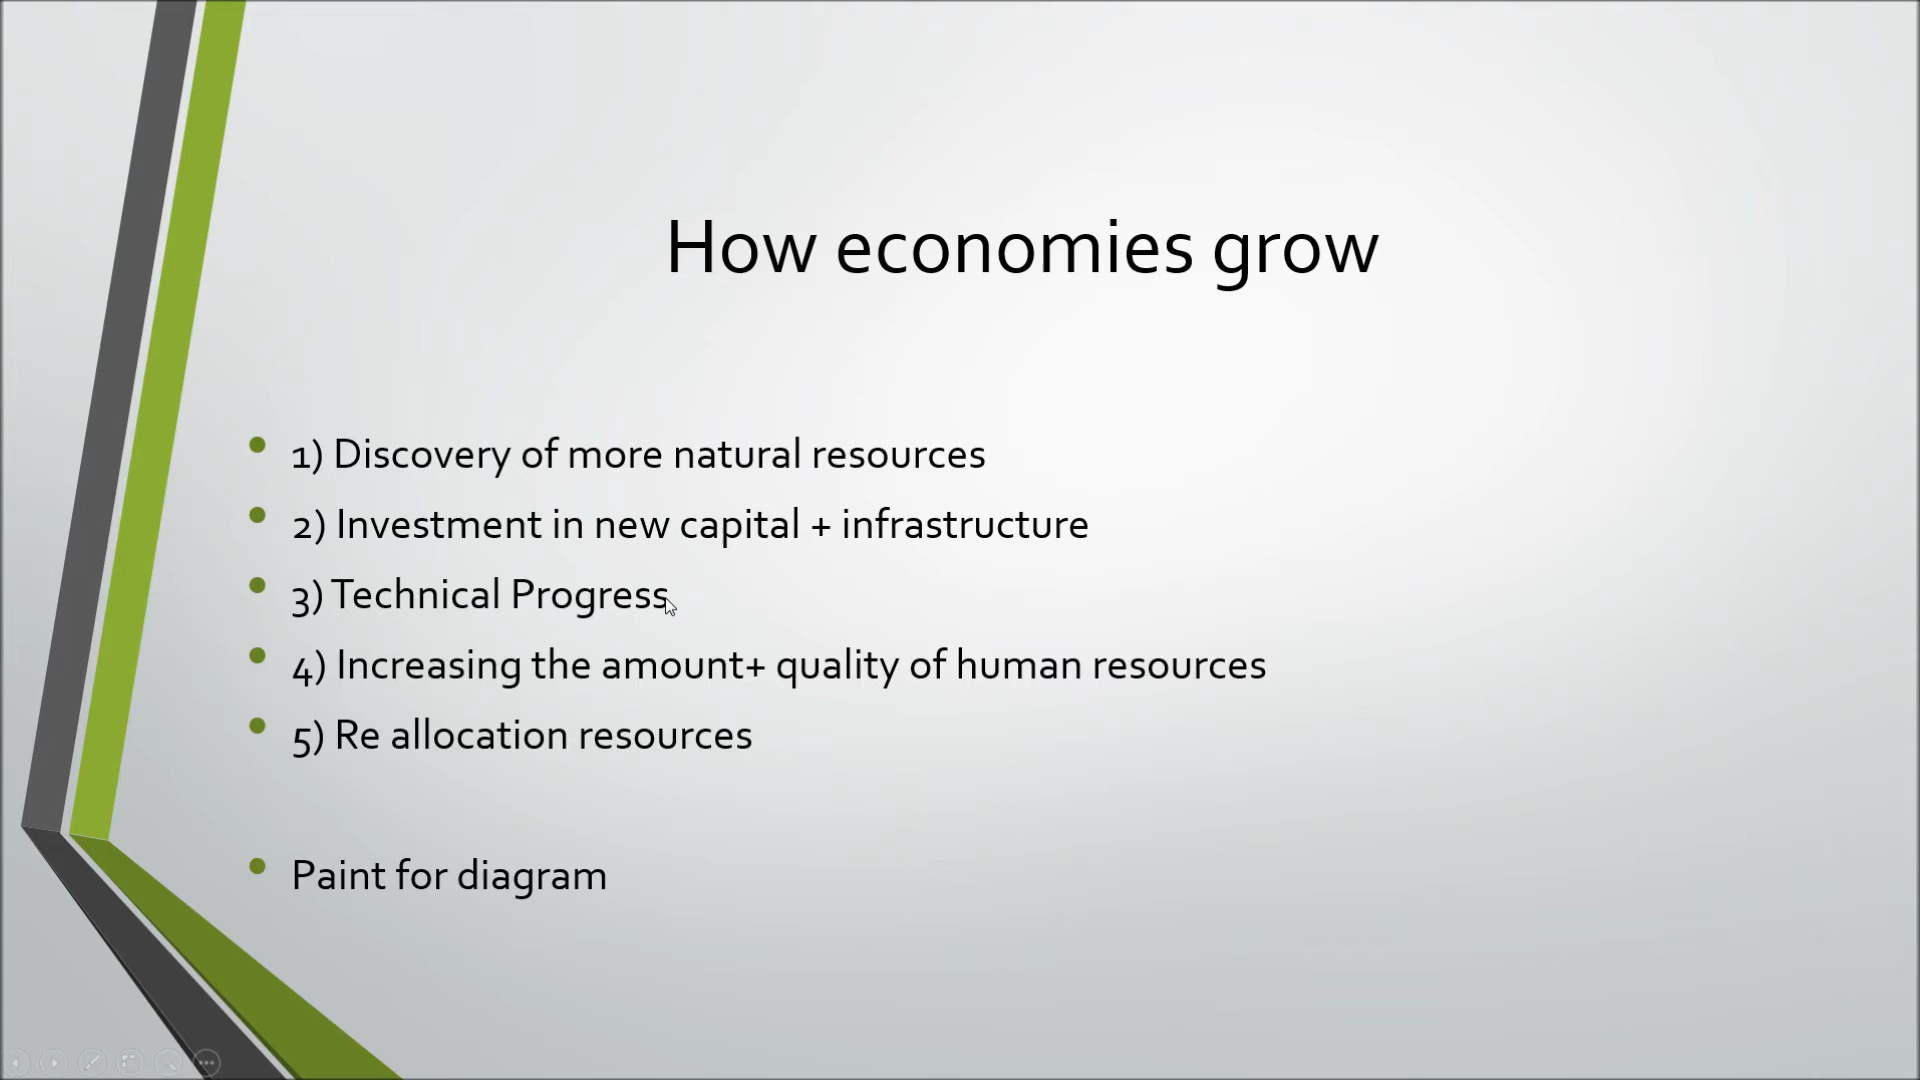 How economies grow
1) Discovery of more natural resources
2) Investment in new capital + infrastructure
3) Technical Progress
4) Increasing the amount+ quality of human resources
5) Re allocation resources
Paint for diagram